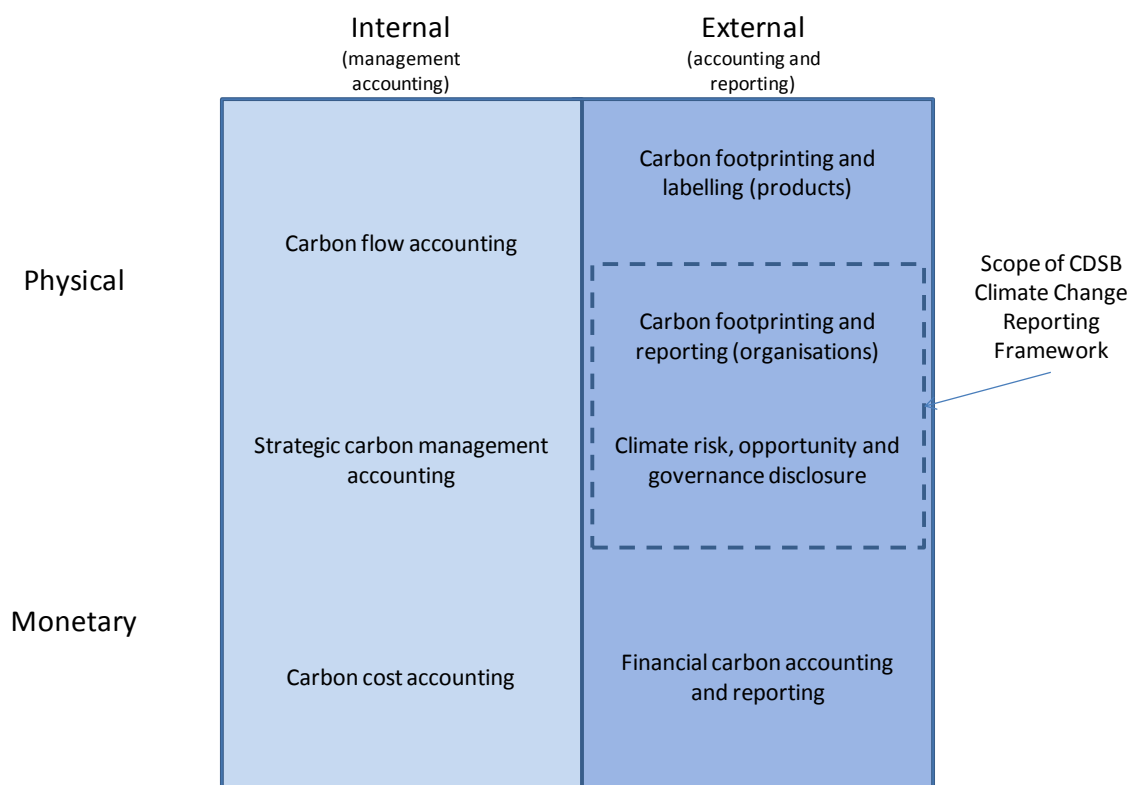 Internal
(management
accounting)
External
(accounting and
reporting)
Physical
Monetary
Carbon flow accounting
Strategic carbon management
accounting
Carbon cost accounting
Carbon footprinting and
labelling (products)
Carbon footprinting and
reporting (organisations)
Climate risk, opportunity and
governance disclosure
Financial carbon accounting
and reporting
Scope of CDSB
Climate Change
Reporting
Framework